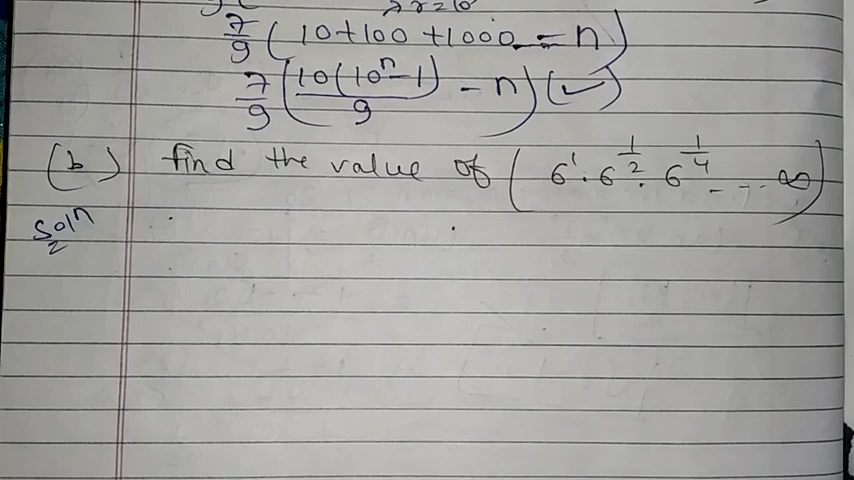 7/9 ( 10+100+1000 - - = n )
7/9 ( 10(10^n-1)/9 - n ) (✓)
(b) find the value of ( 6^1 . 6^1/2 . 6^1/4 - - - ∞ )
Sol^n